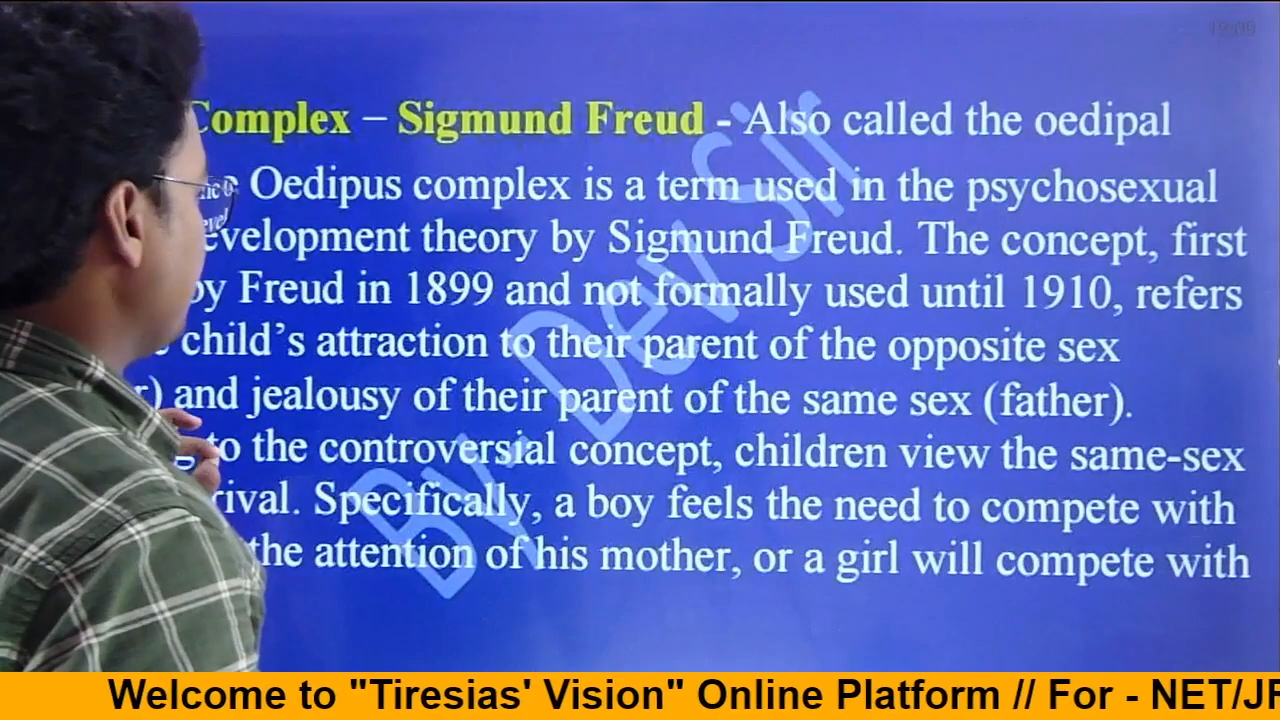 Complex – Sigmund Freud - Also called the oedipal
Oedipus complex is a term used in the psychosexual
evelopment theory by Sigmund Freud. The concept, first
by Freud in 1899 and not formally used until 1910, refers
child’s attraction to their parent of the opposite sex
r) and jealousy of their parent of the same sex (father).
g to the controversial concept, children view the same-sex
rival. Specifically, a boy feels the need to compete with
the attention of his mother, or a girl will compete with
By- Dev Sir
Welcome to "Tiresias' Vision" Online Platform // For - NET/JF